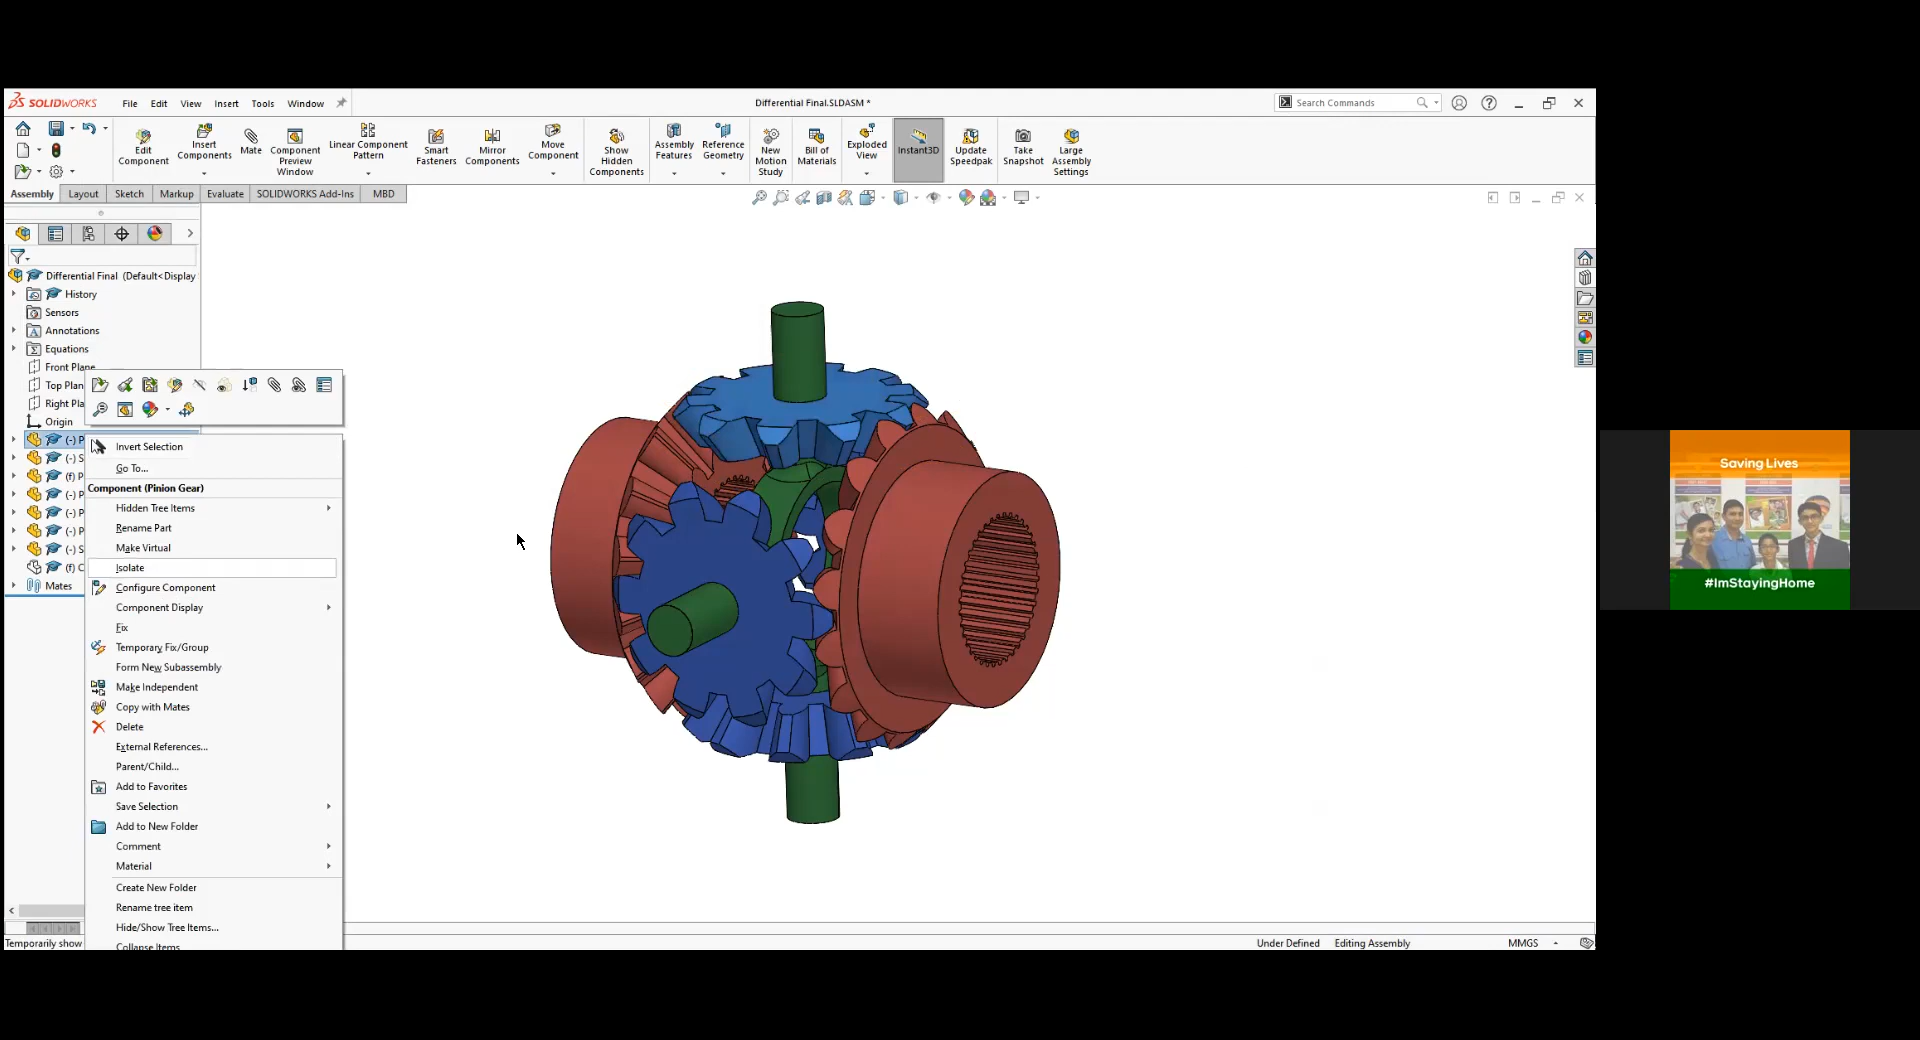 SOLIDWORKS
File Edit View Insert Tools Window
Differential Final.SLDASM *
Search Commands
Edit Component
Insert Components
Mate
Component Preview Window
Linear Component Pattern
Smart Fasteners
Mirror Components
Move Component
Show Hidden Components
Assembly Features
Reference Geometry
New Motion Study
Bill of Materials
Exploded View
Instant3D
Update Speedpak
Take Snapshot
Large Assembly Settings
Assembly Layout Sketch Markup Evaluate SOLIDWORKS Add-Ins MBD
Differential Final (Default<Display
History
Sensors
Annotations
Equations
Front Plane
Top Plan
Right Pla
Origin
(-) P
(-) S
(f) P
(-) P
(-) P
(-) P
(-) S
(f) C
Mates
Invert Selection
Go To...
Component (Pinion Gear)
Hidden Tree Items
Rename Part
Make Virtual
Isolate
Configure Component
Component Display
Fix
Temporary Fix/Group
Form New Subassembly
Make Independent
Copy with Mates
Delete
External References...
Parent/Child...
Add to Favorites
Save Selection
Add to New Folder
Comment
Material
Create New Folder
Rename tree item
Hide/Show Tree Items...
Collapse Items
Temporarily show
Under Defined Editing Assembly MMGS
Saving Lives
#ImStayingHome